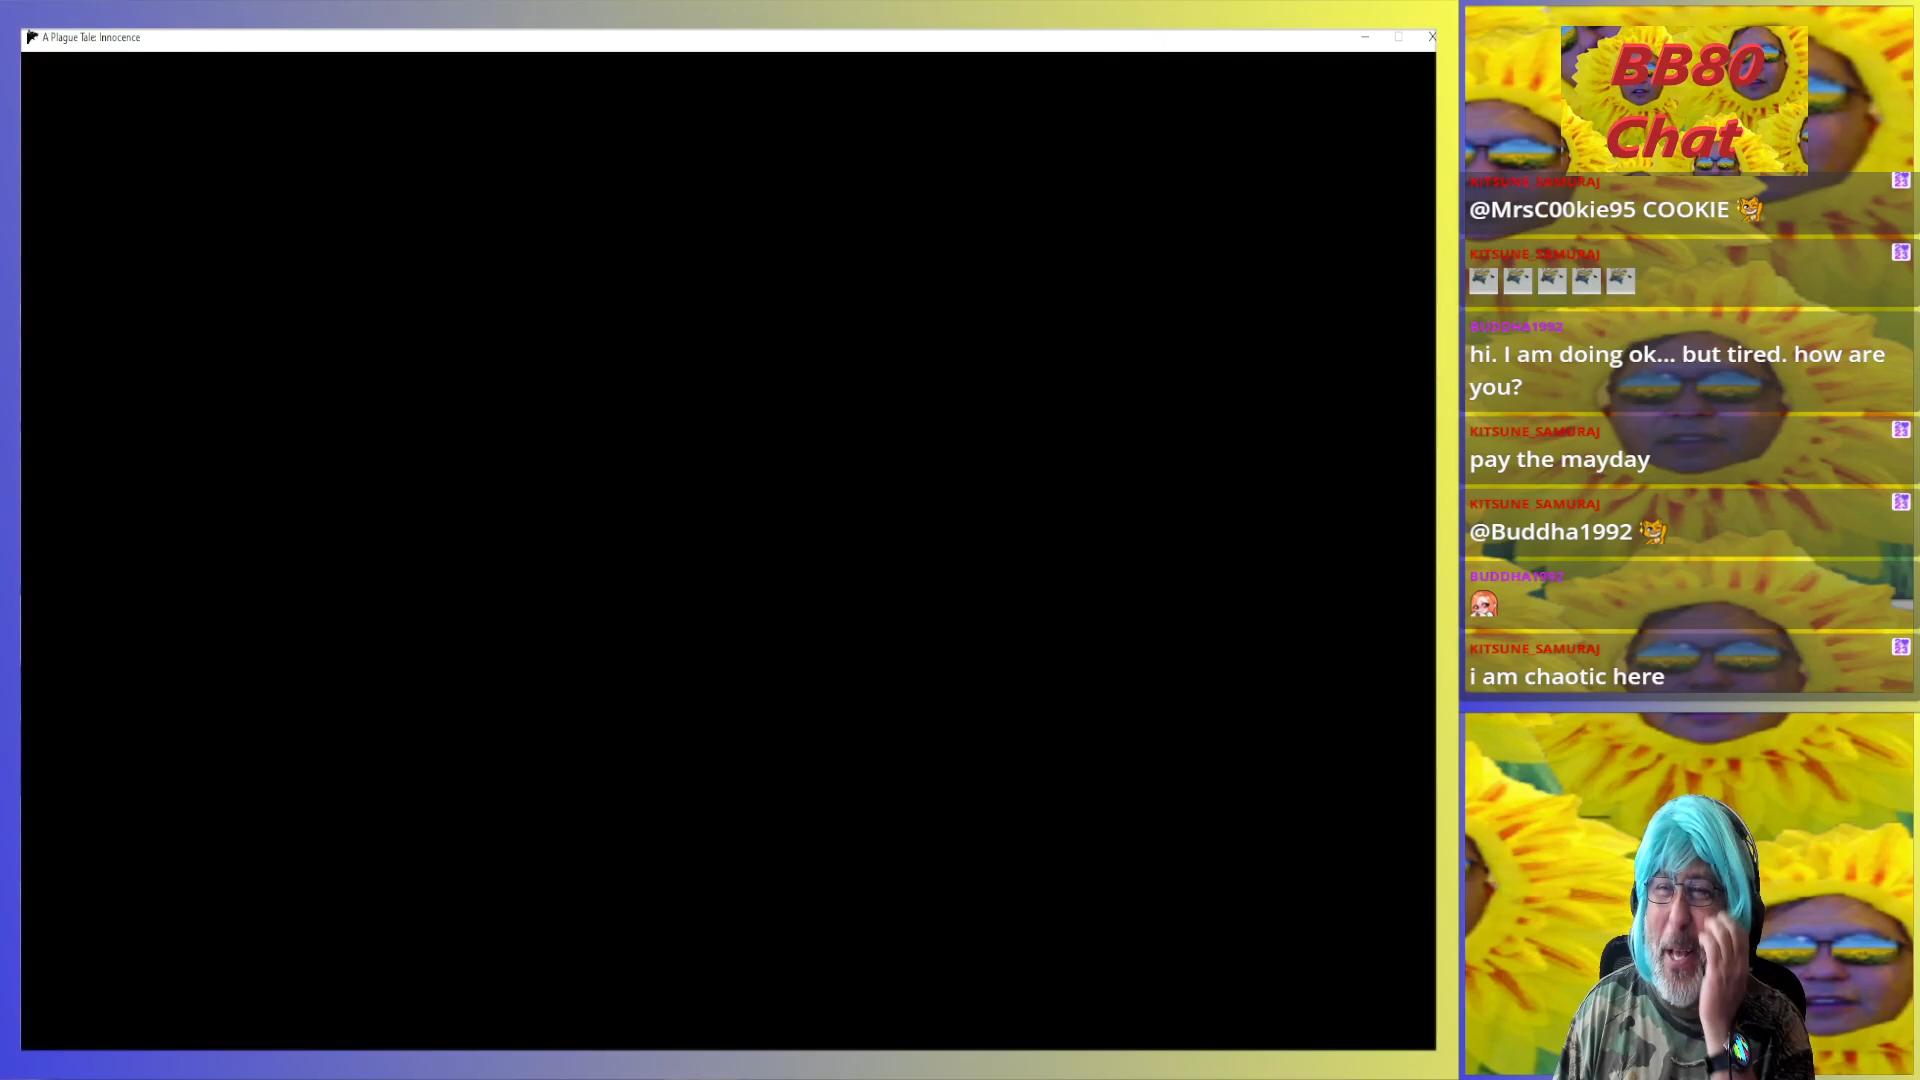 A Plague Tale: Innocence
BB80
Chat
KITSUNE_SAMURAJ
@MrsC00kie95 COOKIE
KITSUNE_SAMURAJ
BUDDHA1992
hi. I am doing ok... but tired. how are
you?
KITSUNE_SAMURAJ
pay the mayday
KITSUNE_SAMURAJ
@Buddha1992
BUDDHA1992
KITSUNE_SAMURAJ
i am chaotic here